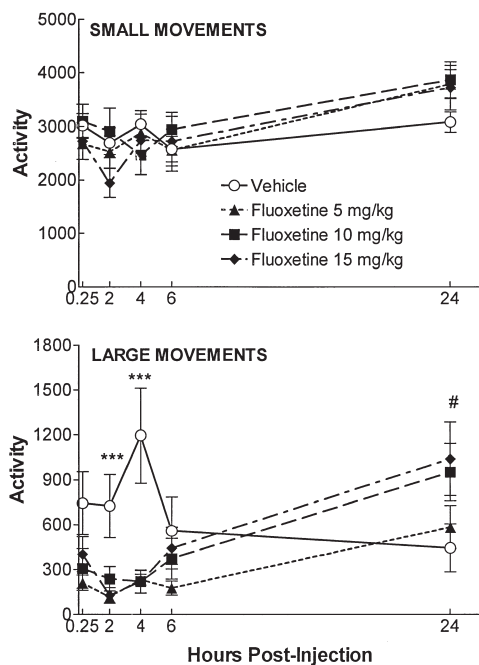 SMALL MOVEMENTS
5000
4000
3000
2000
1000
0
Activity
Vehicle
Fluoxetine 5 mg/kg
Fluoxetine 10 mg/kg
Fluoxetine 15 mg/kg
0.25 2 4 6 24
LARGE MOVEMENTS
1800
1500
1200
900
600
300
0
Activity
***
***
#
0.25 2 4 6 24
Hours Post-Injection